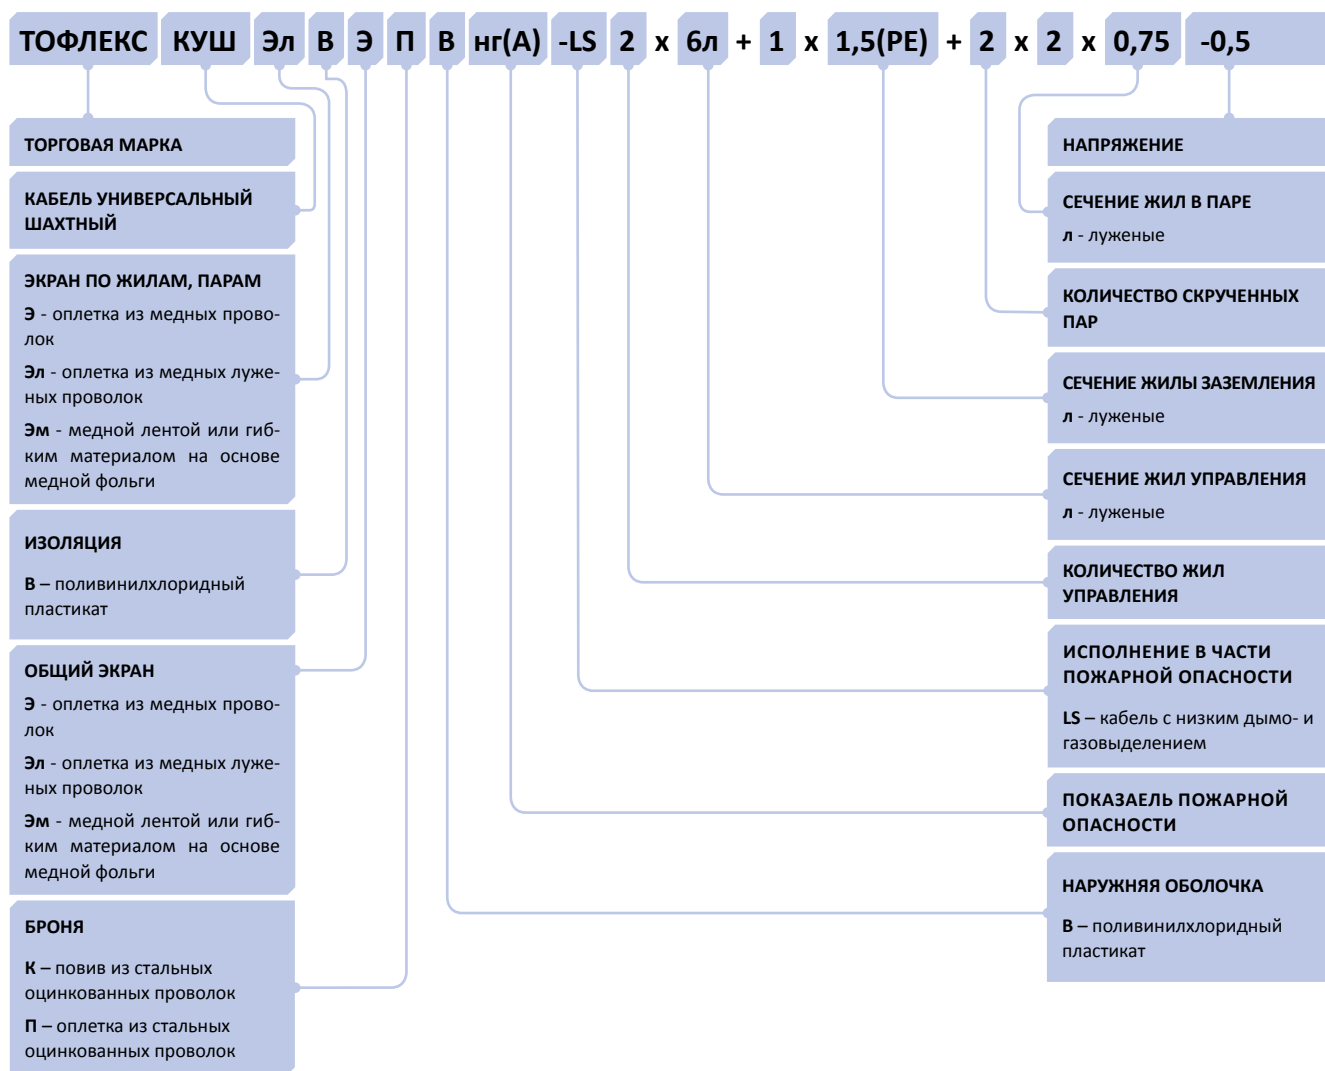 ТОФЛЕКС КУШ Эл В Э П В нг(А) -LS 2 х 6л + 1 х 1,5(РЕ) + 2 х 2 х 0,75 -0,5
ТОРГОВАЯ МАРКА
КАБЕЛЬ УНИВЕРСАЛЬНЫЙ
ШАХТНЫЙ
ЭКРАН ПО ЖИЛАМ, ПАРАМ
Э - оплетка из медных прово-
лок
Эл - оплетка из медных луже-
ных проволок
Эм - медной лентой или гиб-
ким материалом на основе
медной фольги
ИЗОЛЯЦИЯ
В – поливинилхлоридный
пластикат
ОБЩИЙ ЭКРАН
Э - оплетка из медных прово-
лок
Эл - оплетка из медных луже-
ных проволок
Эм - медной лентой или гиб-
ким материалом на основе
медной фольги
БРОНЯ
К – повив из стальных
оцинкованных проволок
П – оплетка из стальных
оцинкованных проволок
НАПРЯЖЕНИЕ
СЕЧЕНИЕ ЖИЛ В ПАРЕ
л - луженые
КОЛИЧЕСТВО СКРУЧЕННЫХ
ПАР
СЕЧЕНИЕ ЖИЛЫ ЗАЗЕМЛЕНИЯ
л - луженые
СЕЧЕНИЕ ЖИЛ УПРАВЛЕНИЯ
л - луженые
КОЛИЧЕСТВО ЖИЛ
УПРАВЛЕНИЯ
ИСПОЛНЕНИЕ В ЧАСТИ
ПОЖАРНОЙ ОПАСНОСТИ
LS – кабель с низким дымо- и
газовыделением
ПОКАЗАЕЛЬ ПОЖАРНОЙ
ОПАСНОСТИ
НАРУЖНЯЯ ОБОЛОЧКА
В – поливинилхлоридный
пластикат